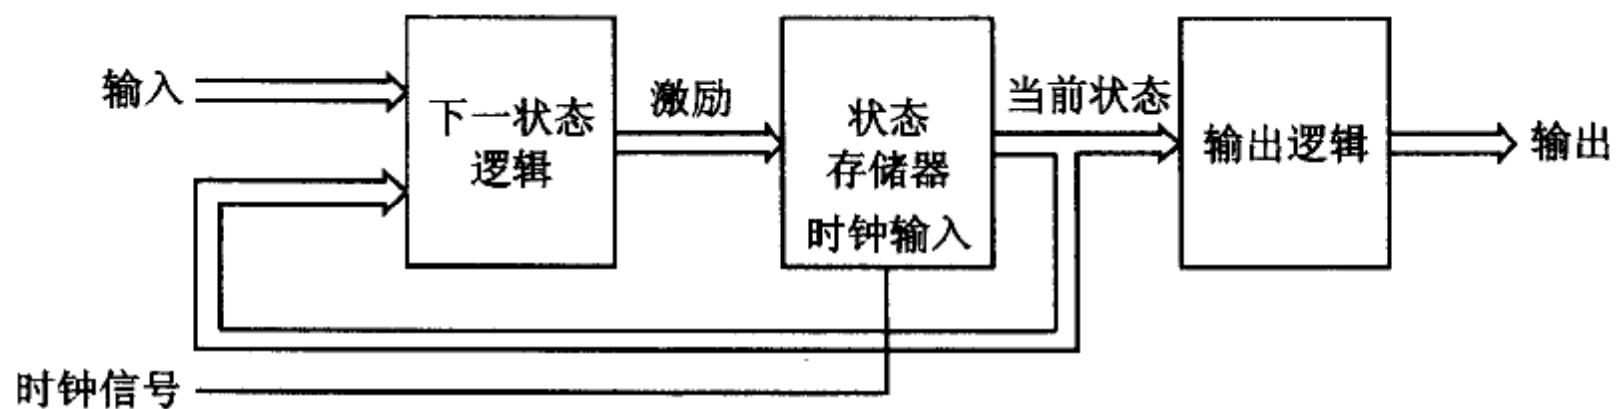 输入
下一状态
逻辑
激励
状态
存储器
时钟输入
当前状态
输出逻辑
输出
时钟信号